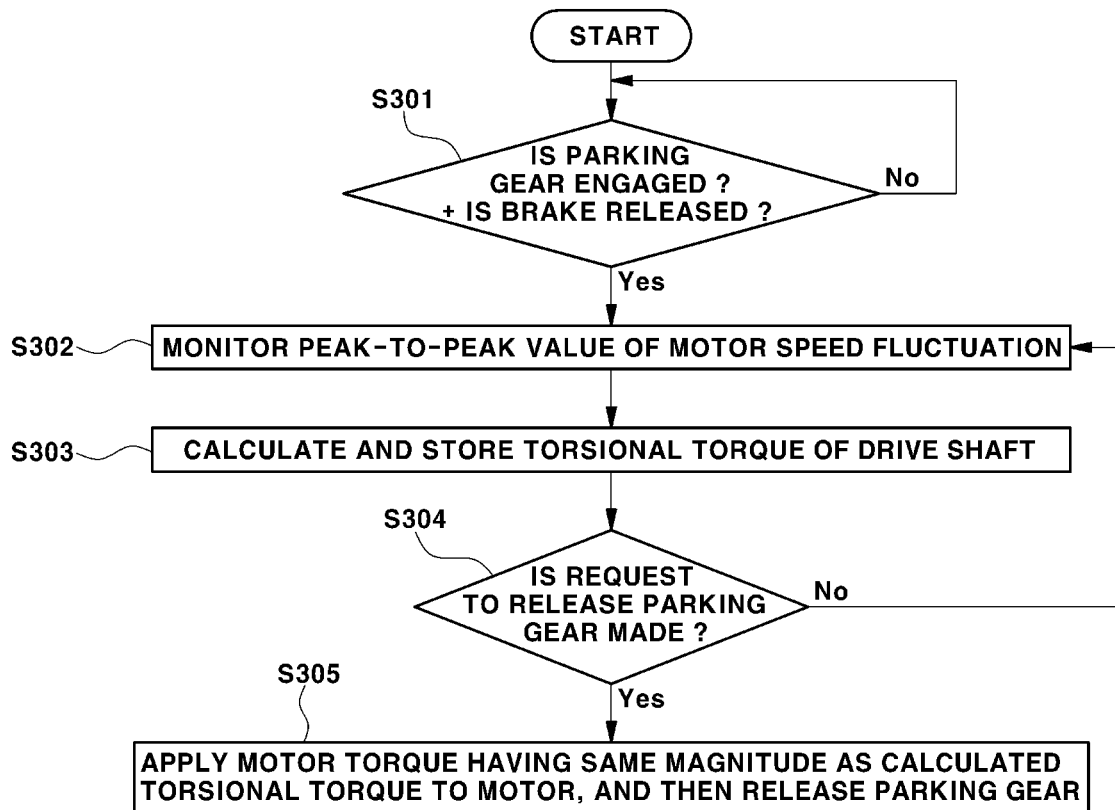 START
S301
IS PARKING
GEAR ENGAGED ?
+ IS BRAKE RELEASED ?
No
Yes
S302
MONITOR PEAK-TO-PEAK VALUE OF MOTOR SPEED FLUCTUATION
S303
CALCULATE AND STORE TORSIONAL TORQUE OF DRIVE SHAFT
S304
IS REQUEST
TO RELEASE PARKING
GEAR MADE ?
No
Yes
S305
APPLY MOTOR TORQUE HAVING SAME MAGNITUDE AS CALCULATED
TORSIONAL TORQUE TO MOTOR, AND THEN RELEASE PARKING GEAR